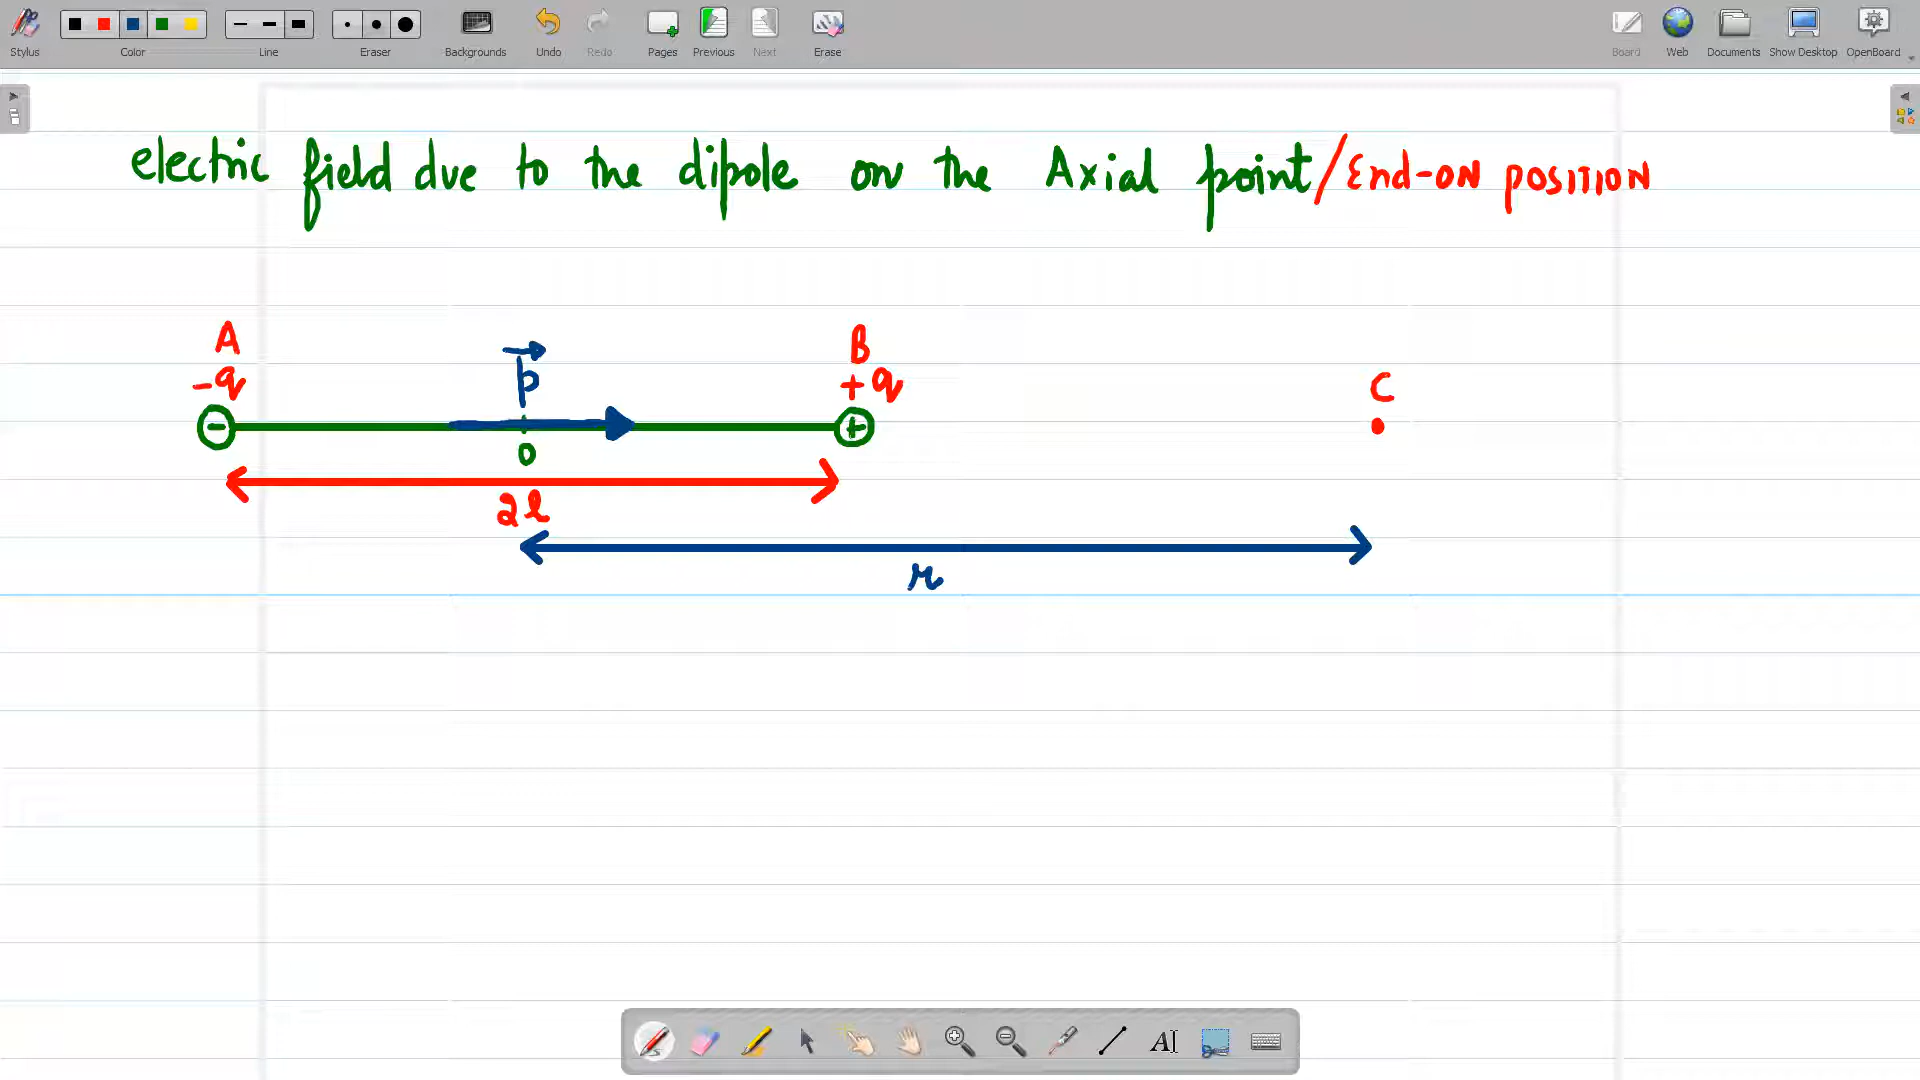 Stylus Color Line Eraser Backgrounds Undo Redo Pages Previous Next Erase Board Web Documents Show Desktop OpenBoard
electric field due to the dipole on the Axial point/End-ON POSITION
A B
-q p +q C
- +
O
2l
r
AI